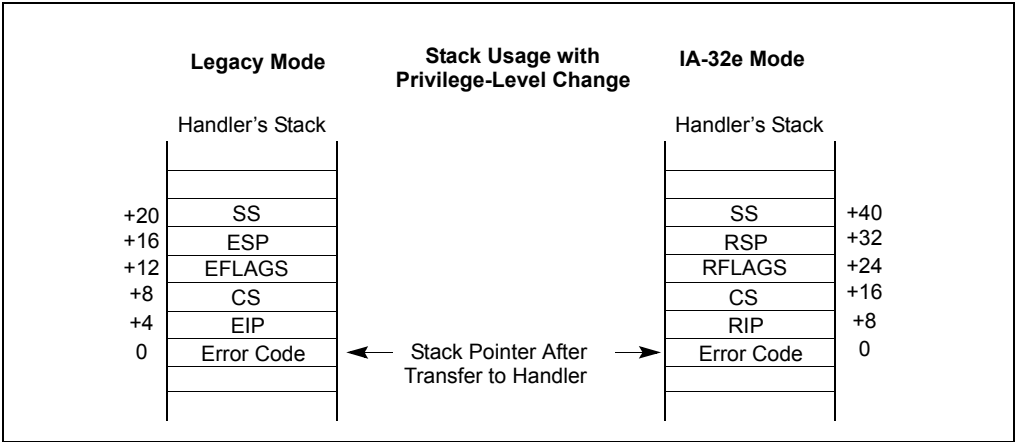 Legacy Mode
Stack Usage with
Privilege-Level Change
IA-32e Mode
Handler’s Stack
Handler’s Stack
+20 SS
SS +40
+16 ESP
RSP +32
+12 EFLAGS
RFLAGS +24
+8 CS
CS +16
+4 EIP
RIP +8
0 Error Code
Stack Pointer After
Transfer to Handler
Error Code 0